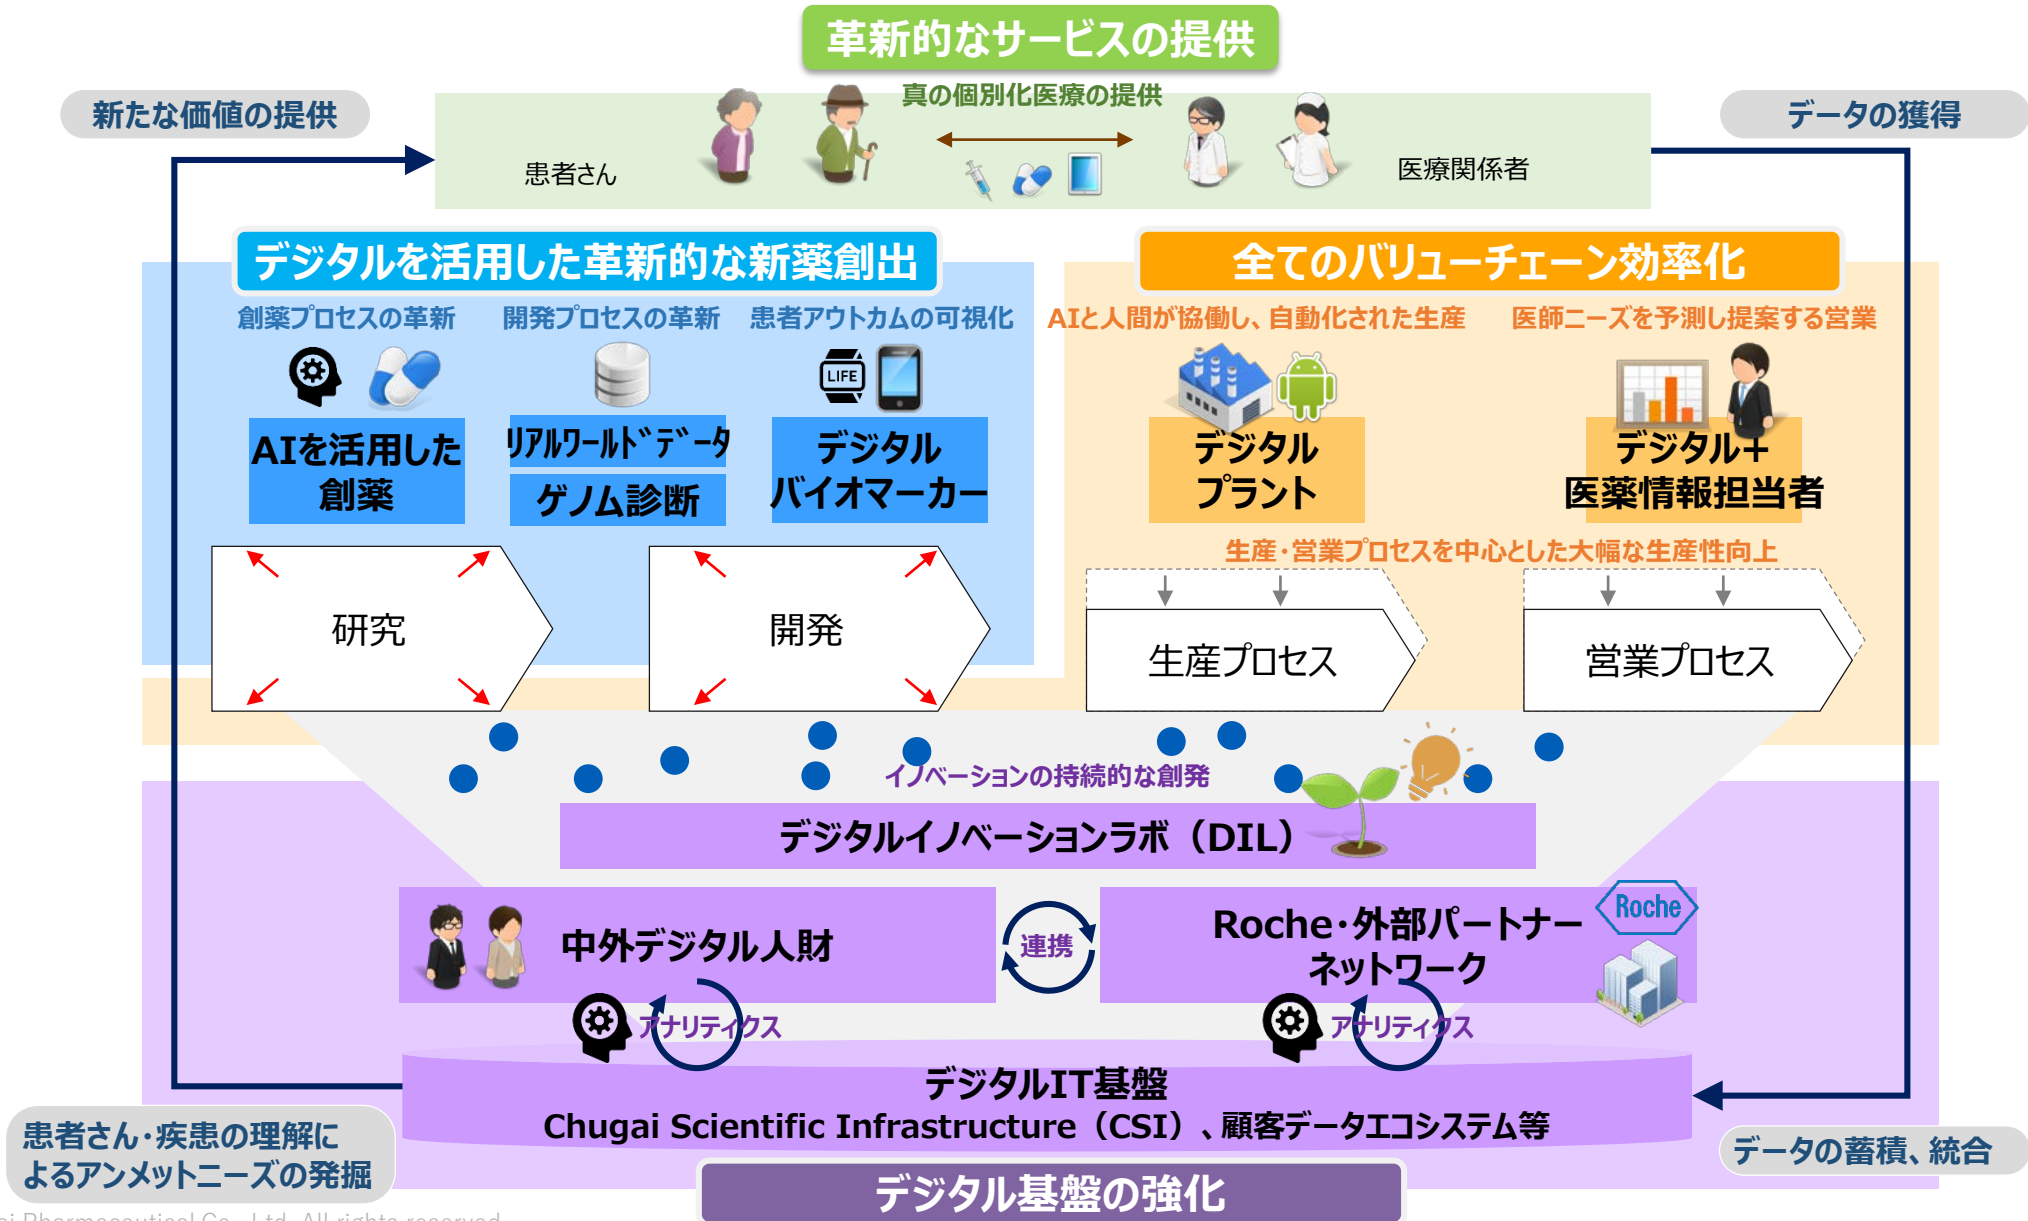 革新的なサービスの提供
新たな価値の提供
真の個別化医療の提供
データの獲得
患者さん
医療関係者
デジタルを活用した革新的な新薬創出
全てのバリューチェーン効率化
創薬プロセスの革新
開発プロセスの革新
患者アウトカムの可視化
AIと人間が協働し、自動化された生産
医師ニーズを予測し提案する営業
LIFE
AIを活用した
創薬
リアルワールドデータ
ゲノム診断
デジタル
バイオマーカー
デジタル
プラント
デジタル+
医薬情報担当者
生産・営業プロセスを中心とした大幅な生産性向上
研究
開発
生産プロセス
営業プロセス
イノベーションの持続的な創発
デジタルイノベーションラボ（DIL）
中外デジタル人財
連携
Roche・外部パートナー
ネットワーク
Roche
アナリティクス
アナリティクス
デジタルIT基盤
Chugai Scientific Infrastructure（CSI）、顧客データエコシステム等
患者さん・疾患の理解に
よるアンメットニーズの発掘
データの蓄積、統合
デジタル基盤の強化
Pharmaceutical Co., Ltd. All rights reserved